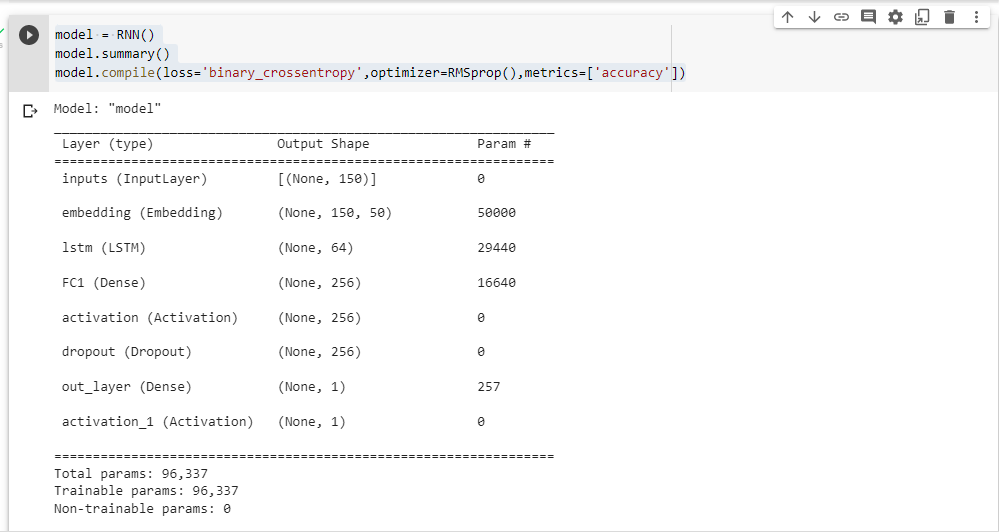 model = RNN()
model.summary()
model.compile(loss='binary_crossentropy',optimizer=RMSprop(),metrics=['accuracy'])
Model: "model"
Layer (type) Output Shape Param #
inputs (InputLayer) [(None, 150)] 0
embedding (Embedding) (None, 150, 50) 50000
lstm (LSTM) (None, 64) 29440
FC1 (Dense) (None, 256) 16640
activation (Activation) (None, 256) 0
dropout (Dropout) (None, 256) 0
out_layer (Dense) (None, 1) 257
activation_1 (Activation) (None, 1) 0
Total params: 96,337
Trainable params: 96,337
Non-trainable params: 0